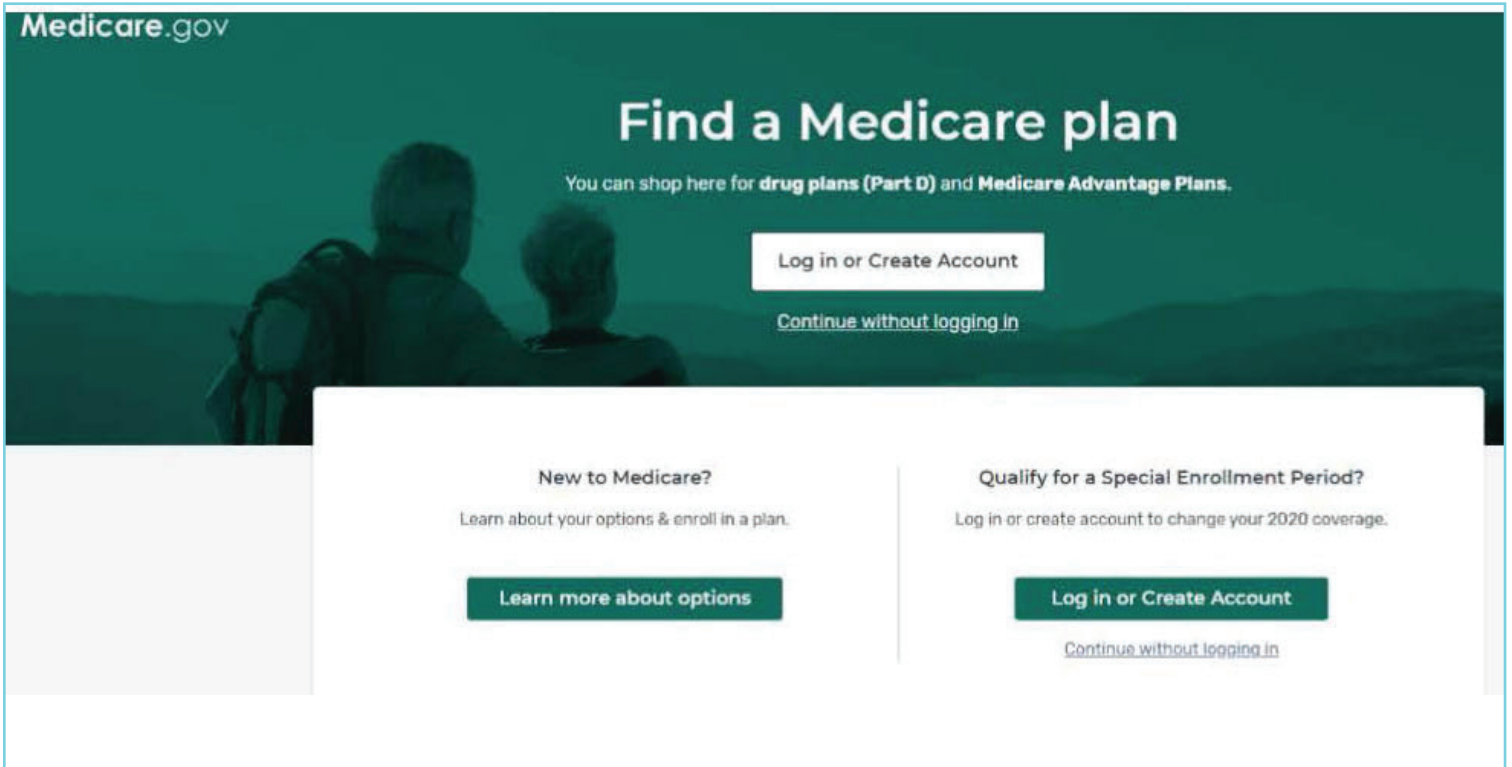 Medicare.gov
Find a Medicare plan
You can shop here for drug plans (Part D) and Medicare Advantage Plans.
Log in or Create Account
Continue without logging in
New to Medicare?
Learn about your options & enroll in a plan.
Learn more about options
Qualify for a Special Enrollment Period?
Log in or create account to change your 2020 coverage.
Log in or Create Account
Continue without logging in